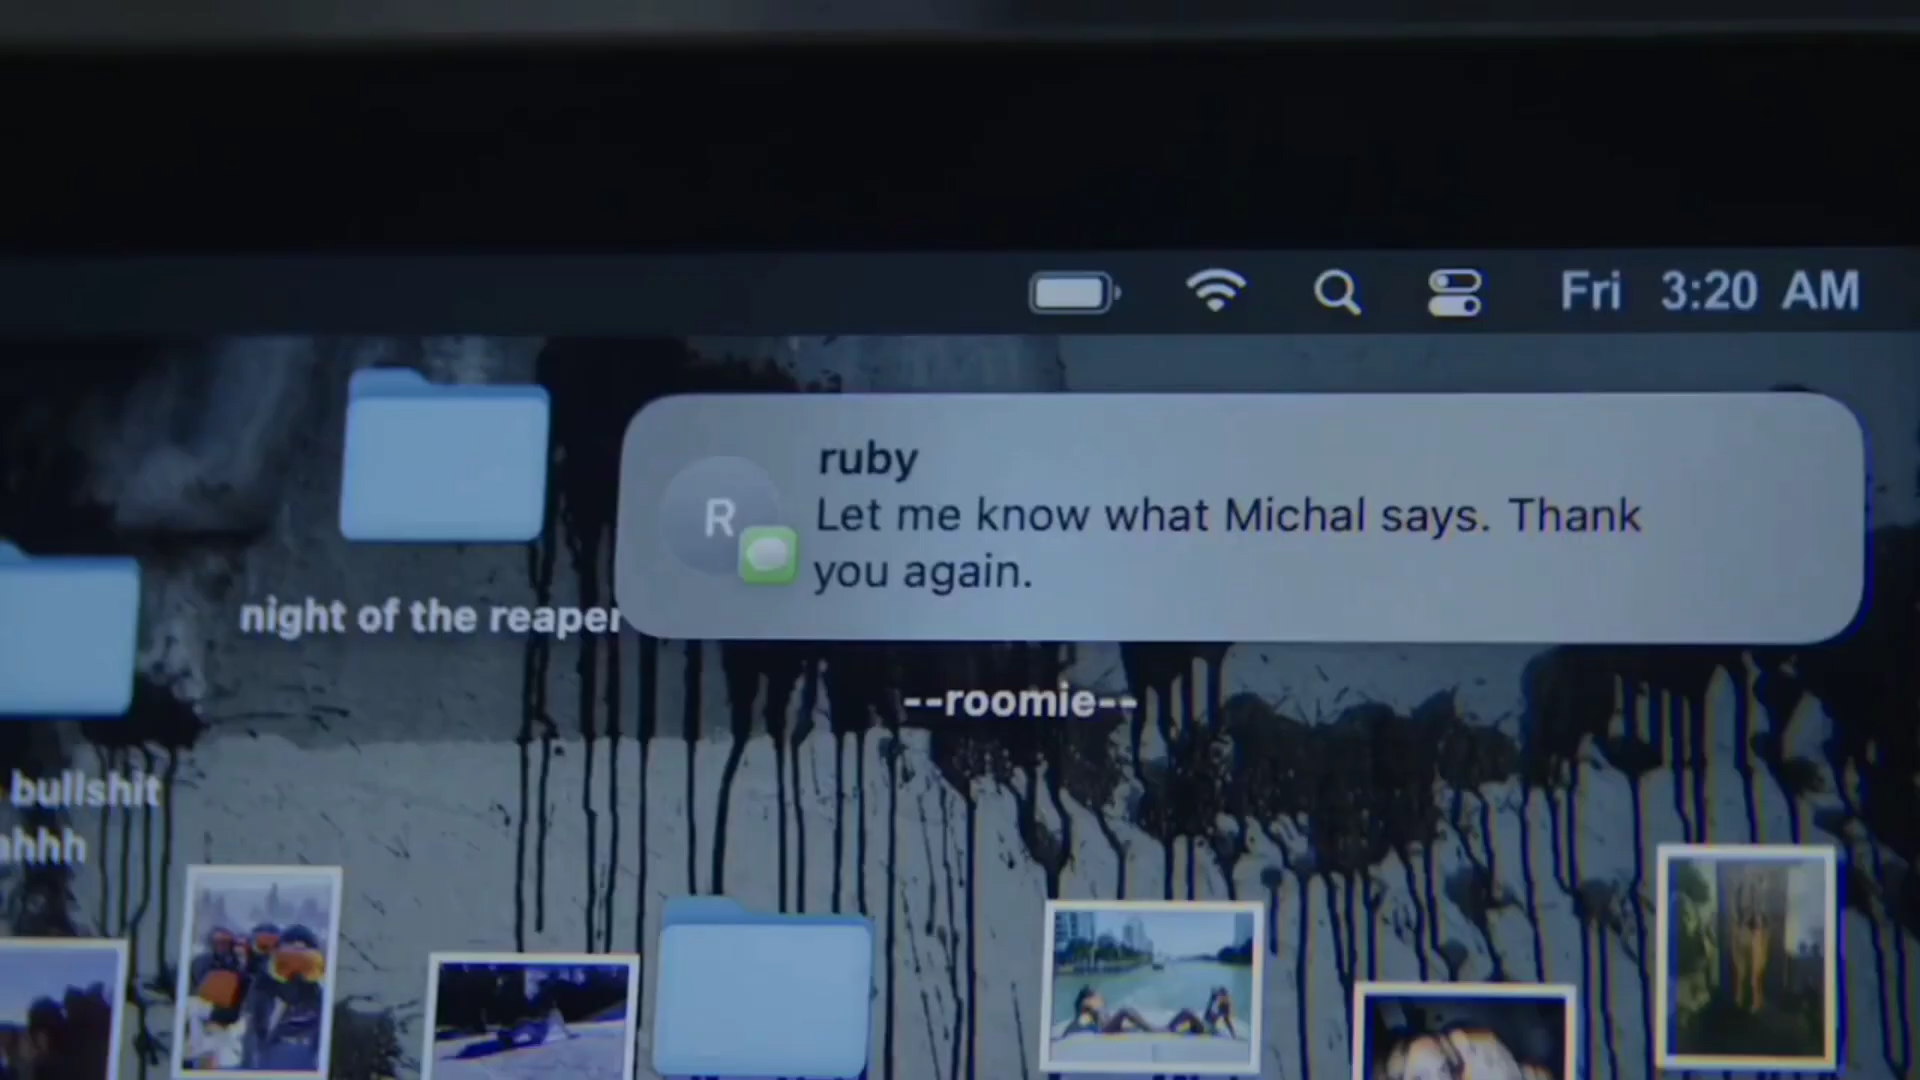 Fri 3:20 AM
ruby
Let me know what Michal says. Thank
you again.
R
night of the reaper
--roomie--
bullshit
ahhh